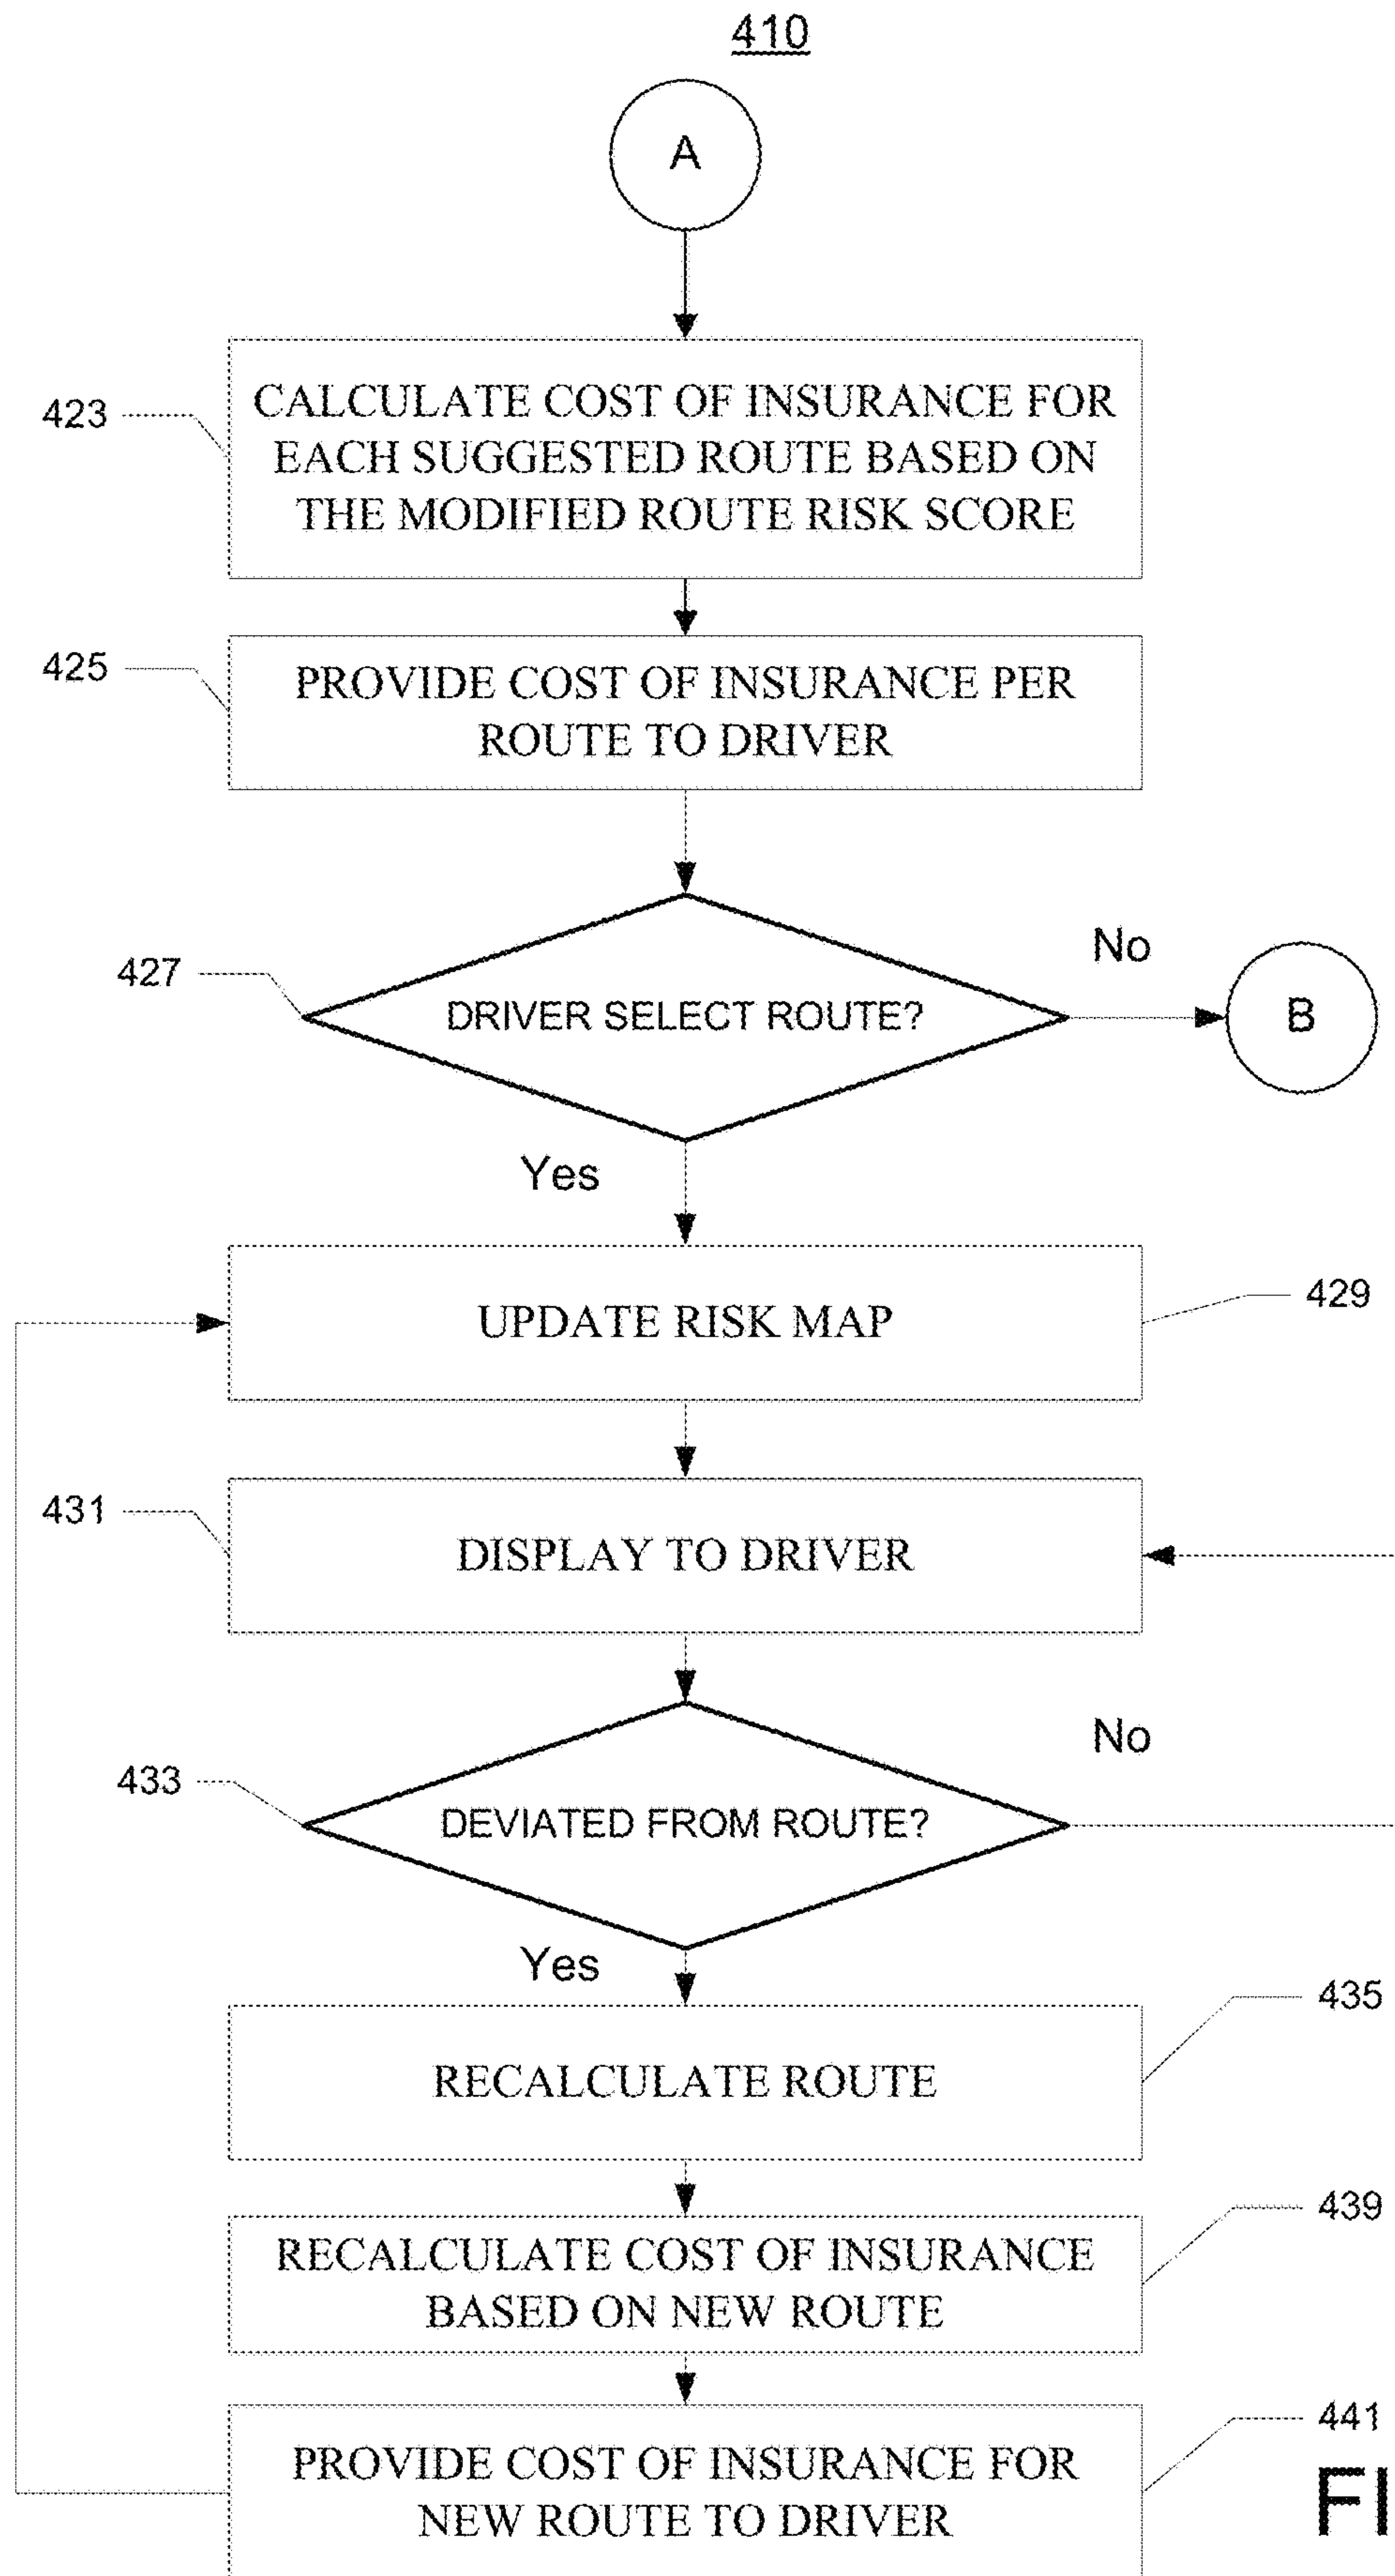 410
A
423
CALCULATE COST OF INSURANCE FOR
EACH SUGGESTED ROUTE BASED ON
THE MODIFIED ROUTE RISK SCORE
425
PROVIDE COST OF INSURANCE PER
ROUTE TO DRIVER
427
DRIVER SELECT ROUTE?
No
B
Yes
UPDATE RISK MAP
429
431
DISPLAY TO DRIVER
433
DEVIATED FROM ROUTE?
No
Yes
435
RECALCULATE ROUTE
439
RECALCULATE COST OF INSURANCE
BASED ON NEW ROUTE
441
PROVIDE COST OF INSURANCE FOR
NEW ROUTE TO DRIVER
FI